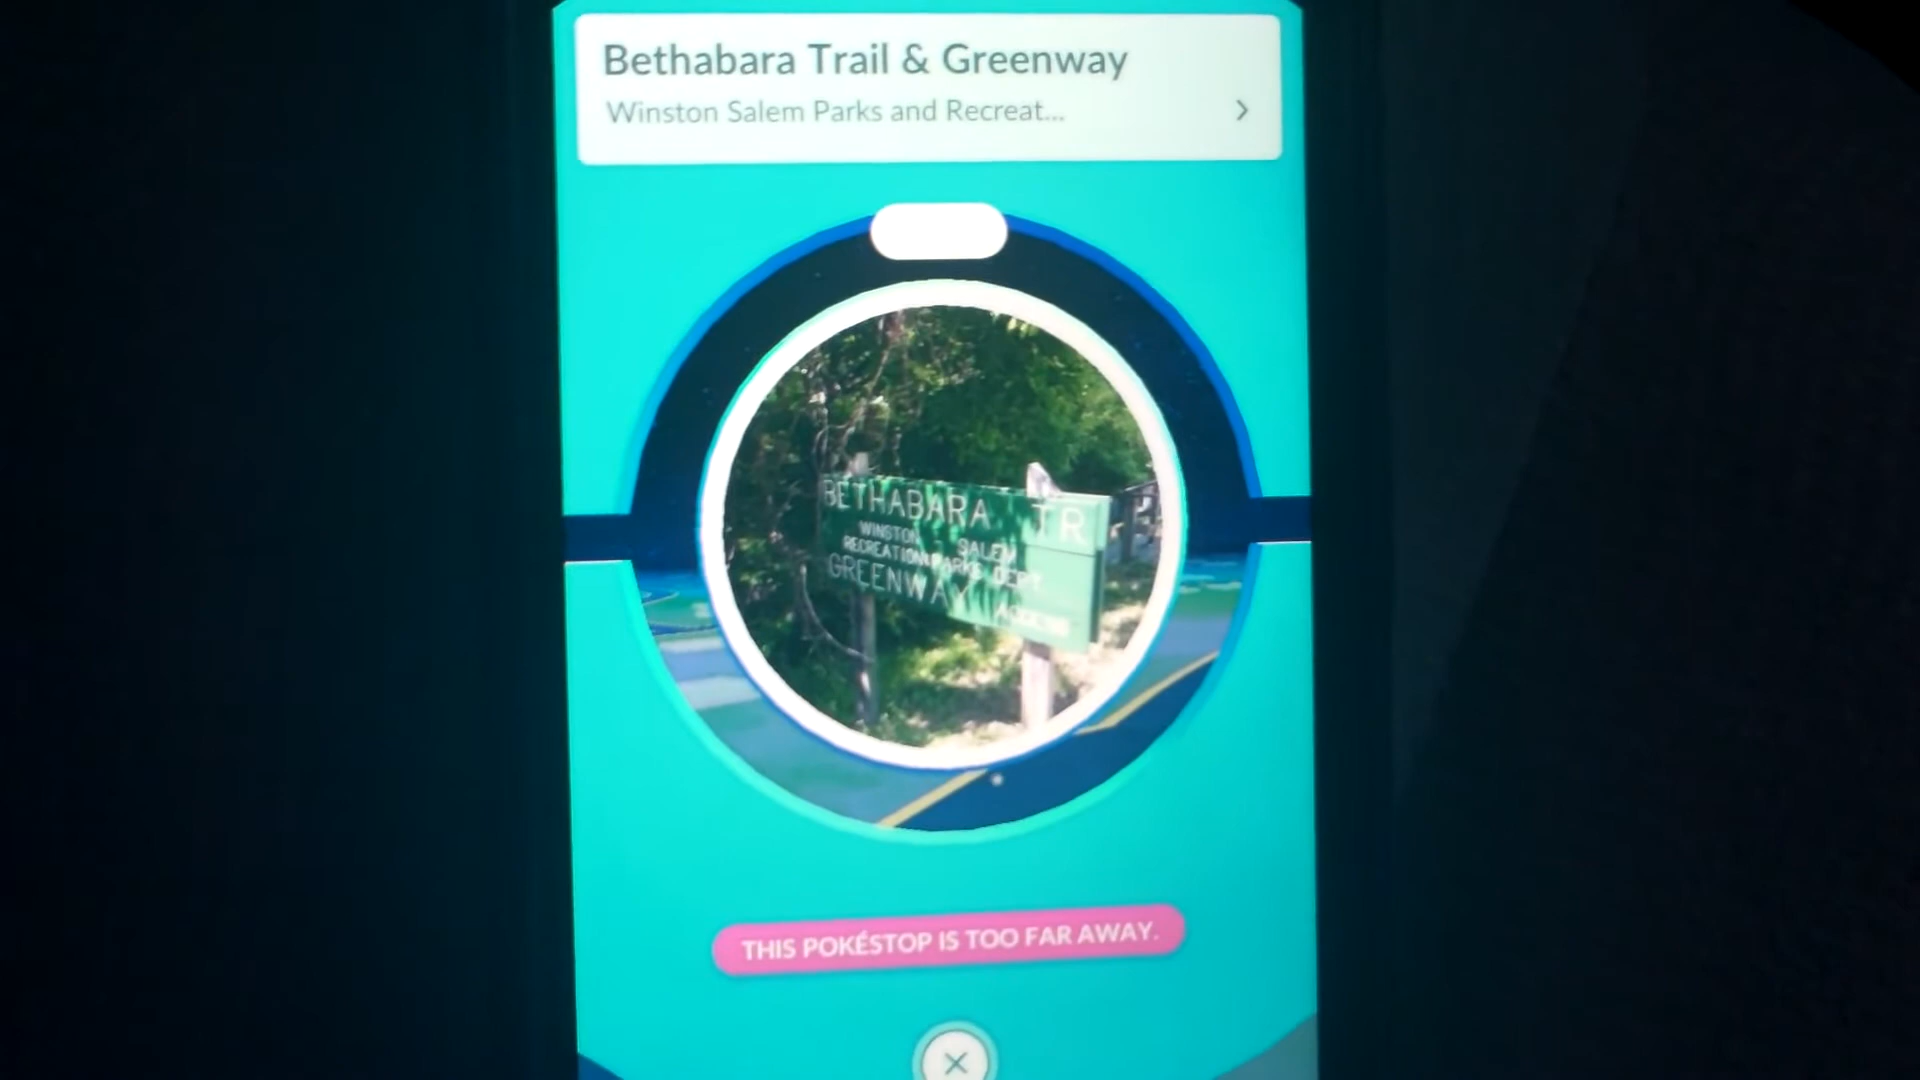 Bethabara Trail & Greenway
Winston Salem Parks and Recreat...
BETHABARA TR
WINSTON SALEM
RECREATION PARKS DEPT
GREENWAY
THIS POKÉSTOP IS TOO FAR AWAY.